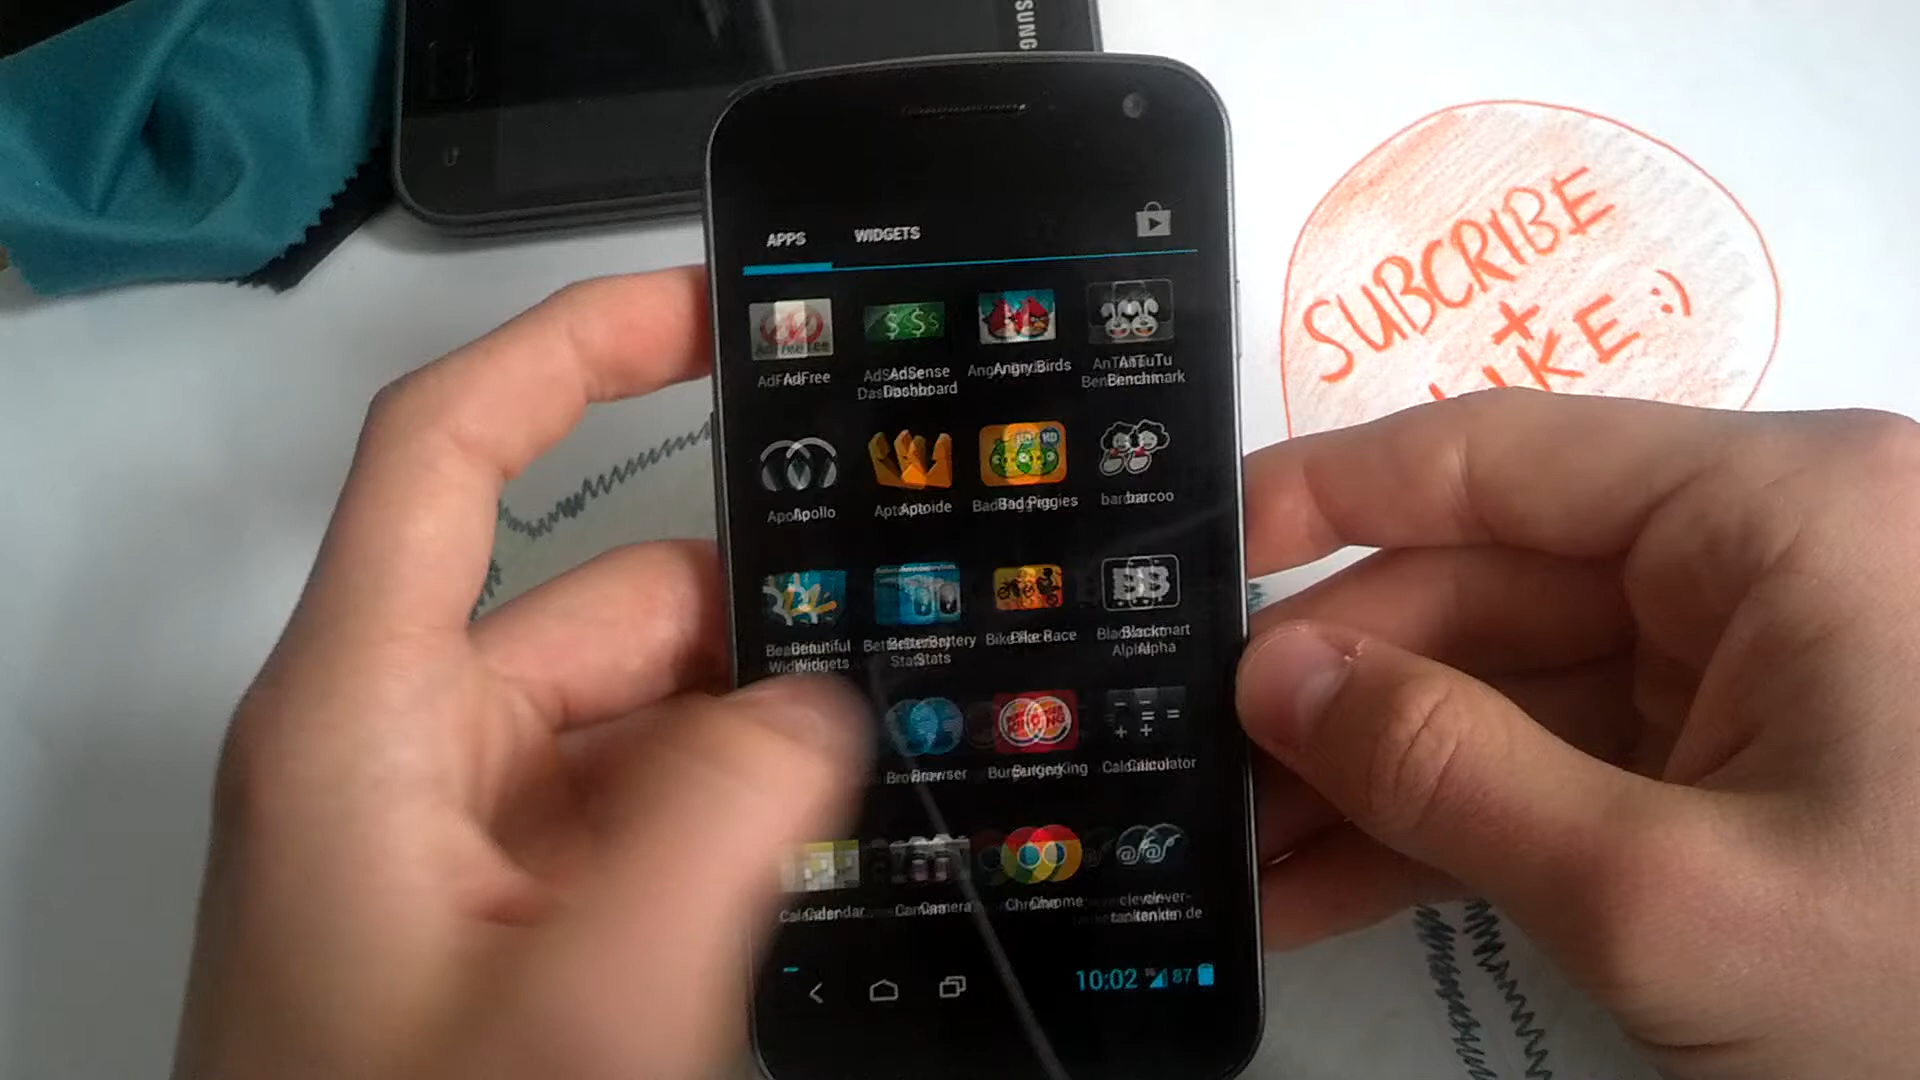 SUNG
APPS WIDGETS
SUBCRIBE
+
LIKE :)
AdFree AdSense Dashboard Angry Birds AnTuTu Benchmark
Apollo Aptoide Bad Piggies barcoo
Beautiful Widgets BetterBattery Stats Bike Race Blackmart Alpha
Browser BurgerKing Calculator
Calendar Camera Chrome clever-tanken.de
10:02 87